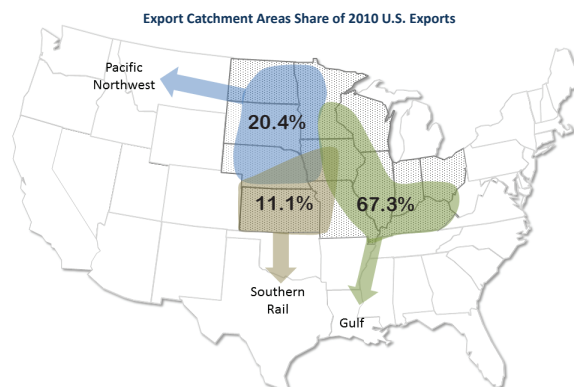 Export Catchment Areas Share of 2010 U.S. Exports
Pacific
Northwest
20.4%
11.1%
67.3%
Southern
Rail
Gulf